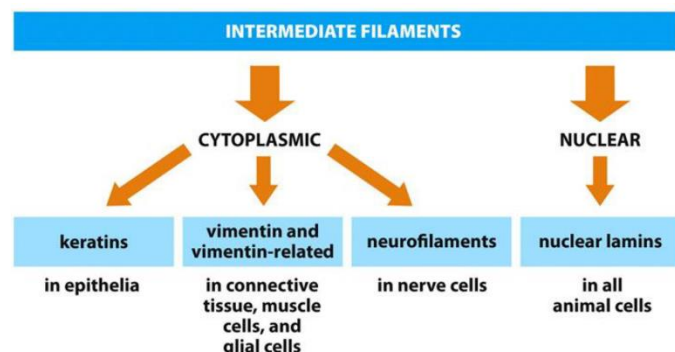 INTERMEDIATE FILAMENTS
CYTOPLASMIC
NUCLEAR
keratins
vimentin and
vimentin-related
neurofilaments
nuclear lamins
in epithelia
in connective
tissue, muscle
cells, and
glial cells
in nerve cells
in all
animal cells